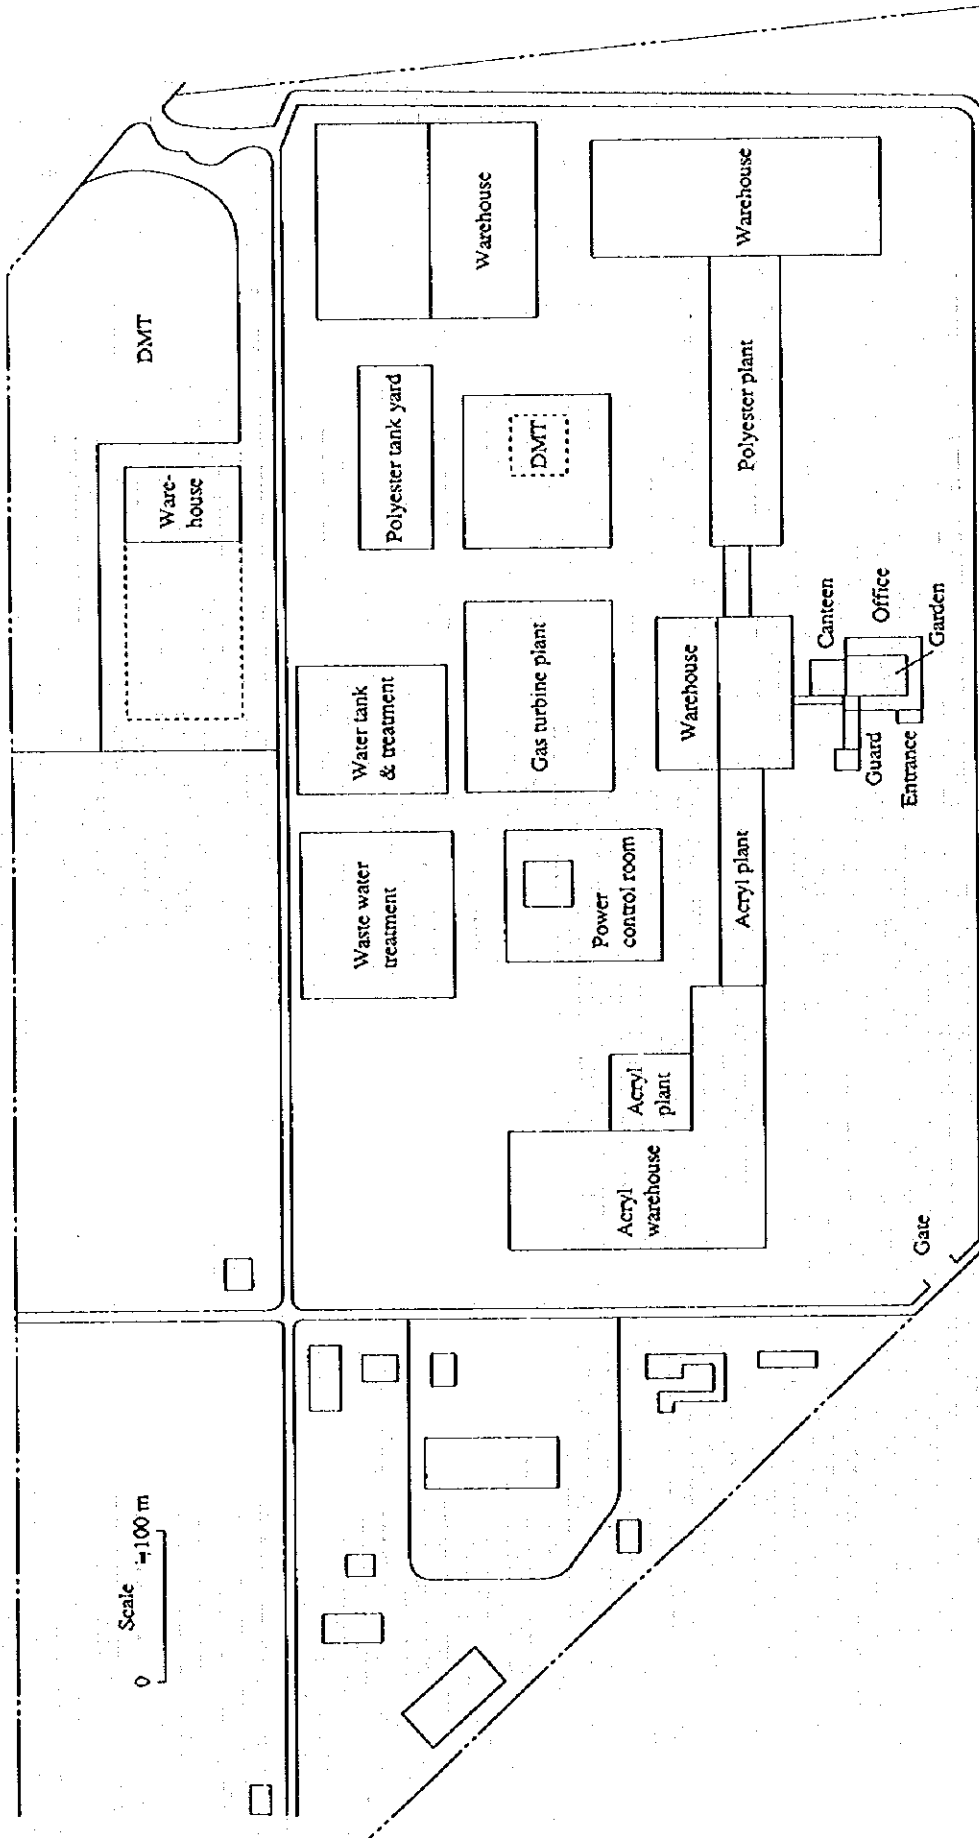 DMT
Ware-
house
Warehouse
Warehouse
Polyester tank yard
DMT
Polyester plant
Water tank
& treatment
Gas turbine plant
Warehouse
Canteen
Office
Garden
Guard
Entrance
Waste water
treatment
Power
control room
Acryl plant
Acryl
plant
Acryl
warehouse
Gate
Scale
0 100 m